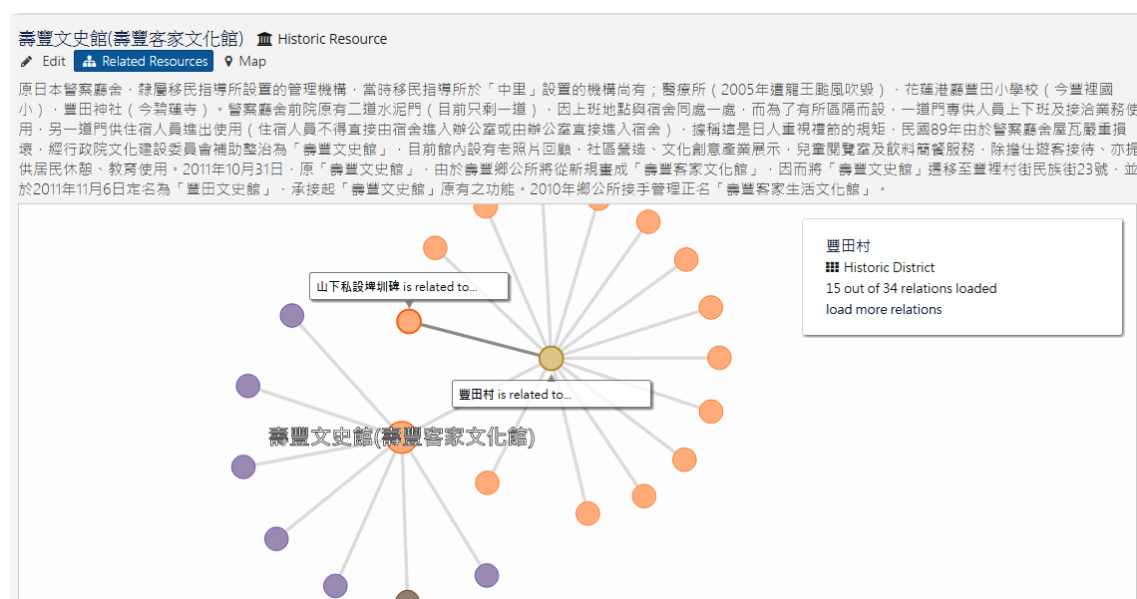 壽豐文史館(壽豐客家文化館) Historic Resource
Edit Related Resources Map
原日本警察廳舍，隸屬移民指導所設置的管理機構，當時移民指導所於「中里」設置的機構尚有；醫療所（2005年遭龍王颱風吹毀），花蓮港廳豐田小學校（今豐裡國
小），豐田神社（今碧蓮寺）。警察廳舍前院原有二道水泥門（目前只剩一道），因上班地點與宿舍同處一處，而為了有所區隔而設，一道門專供人員上下班及接洽業務使
用，另一道門供住宿人員進出使用（住宿人員不得直接由宿舍進入辦公室或由辦公室直接進入宿舍），據稱這是日人重視禮節的規矩，民國89年由於警察廳舍屋瓦嚴重損
壞，經行政院文化建設委員會補助整治為「壽豐文史館」，目前館內設有老照片回顧，社區營造、文化創意產業展示，兒童閱覽室及飲料簡餐服務，除擔任遊客接待、亦提
供居民休憩、教育使用。2011年10月31日，原「壽豐文史館」，由於壽豐鄉公所將從新規畫成「壽豐客家文化館」，因而將「壽豐文史館」遷移至豐裡村街民族街23號，並
於2011年11月6日定名為「豐田文史館」，承接起「壽豐文史館」原有之功能。2010年鄉公所接手管理正名「壽豐客家生活文化館」。
豐田村
Historic District
15 out of 34 relations loaded
load more relations
山下私設埤圳碑 is related to...
豐田村 is related to...
壽豐文史館(壽豐客家文化館)